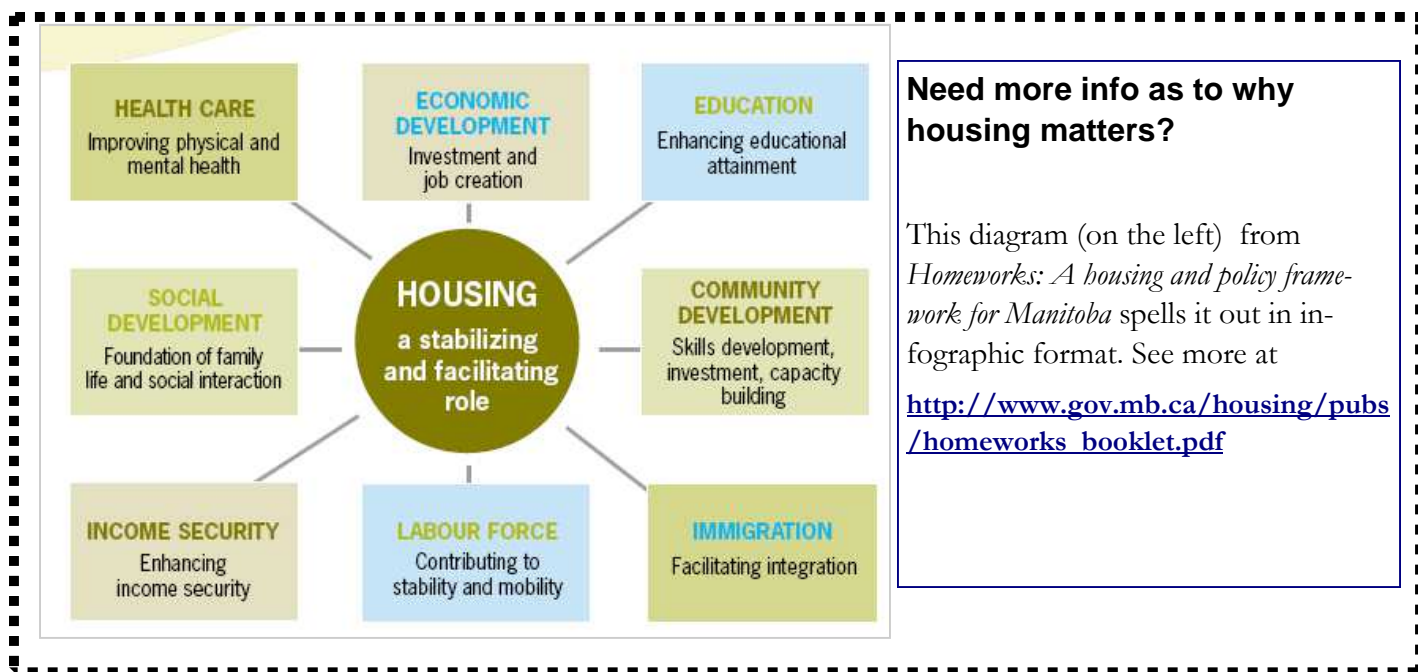 HEALTH CARE
Improving physical and
mental health
ECONOMIC
DEVELOPMENT
Investment and
job creation
EDUCATION
Enhancing educational
attainment
SOCIAL
DEVELOPMENT
Foundation of family
life and social interaction
HOUSING
a stabilizing
and facilitating
role
COMMUNITY
DEVELOPMENT
Skills development,
investment, capacity
building
INCOME SECURITY
Enhancing
income security
LABOUR FORCE
Contributing to
stability and mobility
IMMIGRATION
Facilitating integration
Need more info as to why
housing matters?
This diagram (on the left) from
Homeworks: A housing and policy frame-
work for Manitoba spells it out in in-
fographic format. See more at
http://www.gov.mb.ca/housing/pubs
/homeworks_booklet.pdf